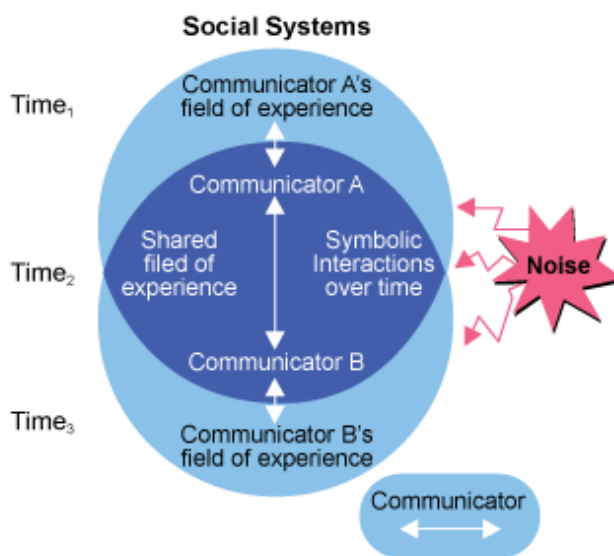 Social Systems
Communicator A's
field of experience
Time₁
Communicator A
Shared
filed of
experience
Symbolic
Interactions
over time
Time₂
Noise
Communicator B
Time₃
Communicator B's
field of experience
Communicator